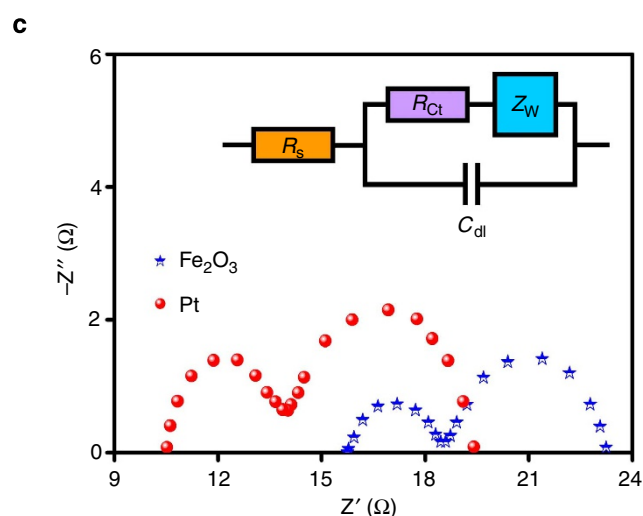 c
6
4
2
0
–Z″ (Ω)
R_s
R_Ct
Z_W
C_dl
Fe₂O₃
Pt
9 12 15 18 21 24
Z′ (Ω)